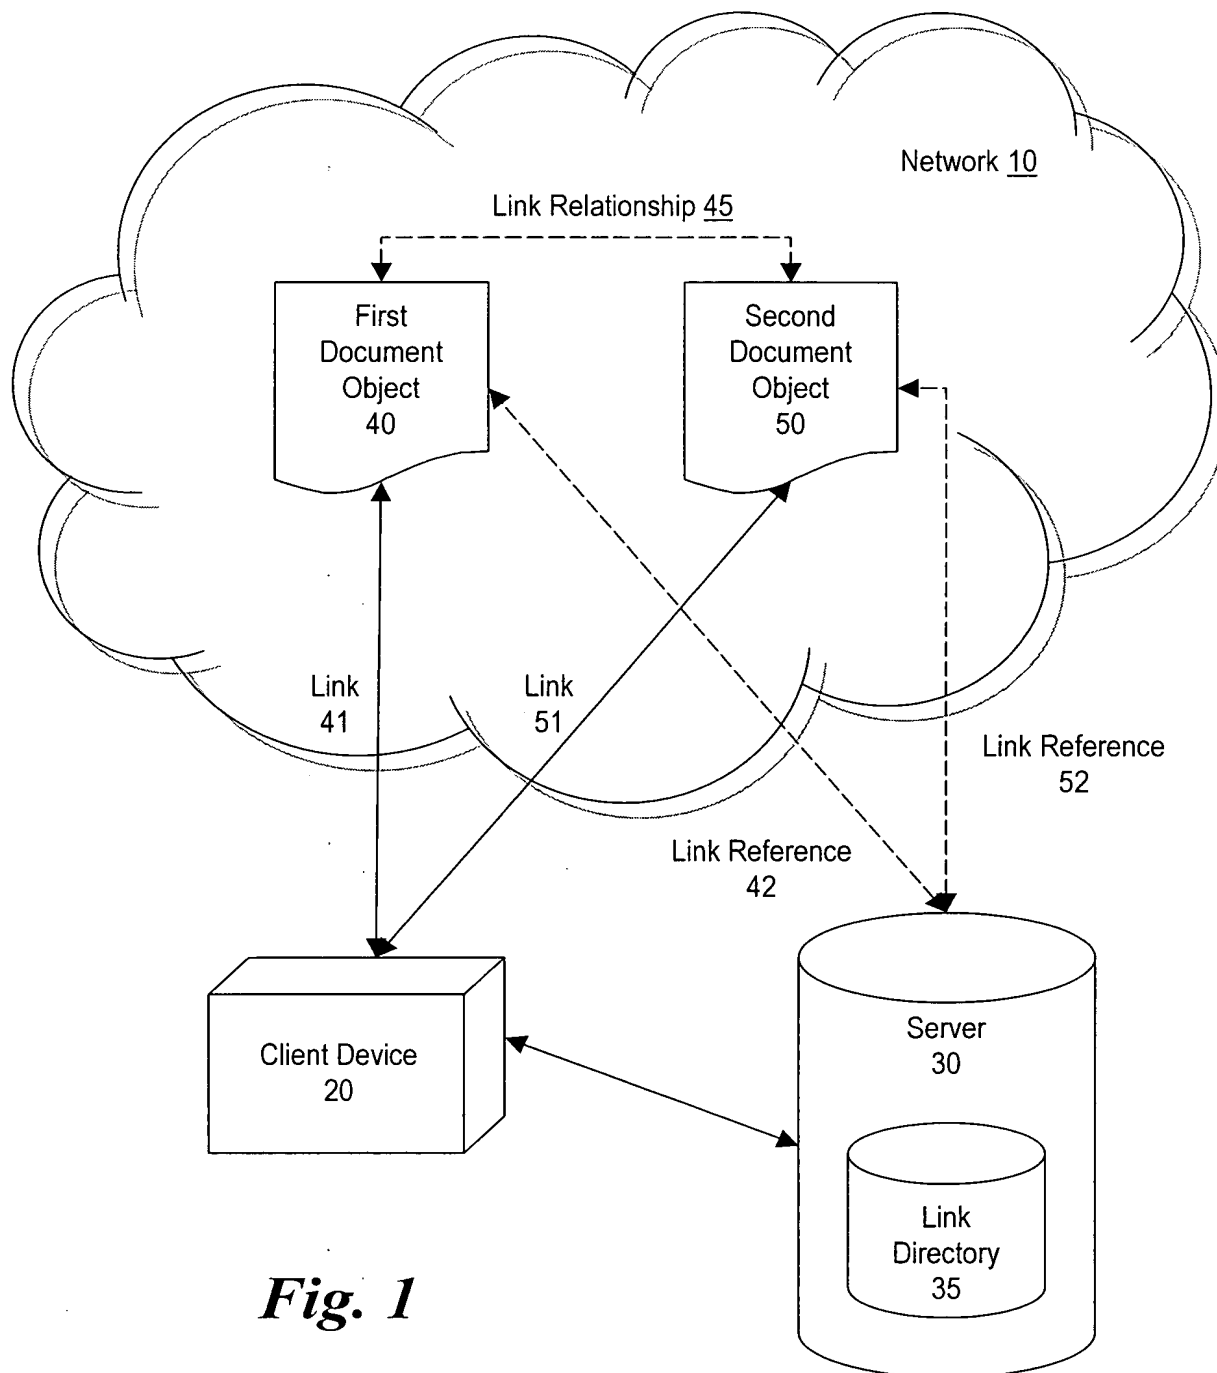 Network 10
Link Relationship 45
First
Document
Object
40
Second
Document
Object
50
Link
41
Link
51
Link Reference
52
Link Reference
42
Client Device
20
Server
30
Link
Directory
35
Fig. 1